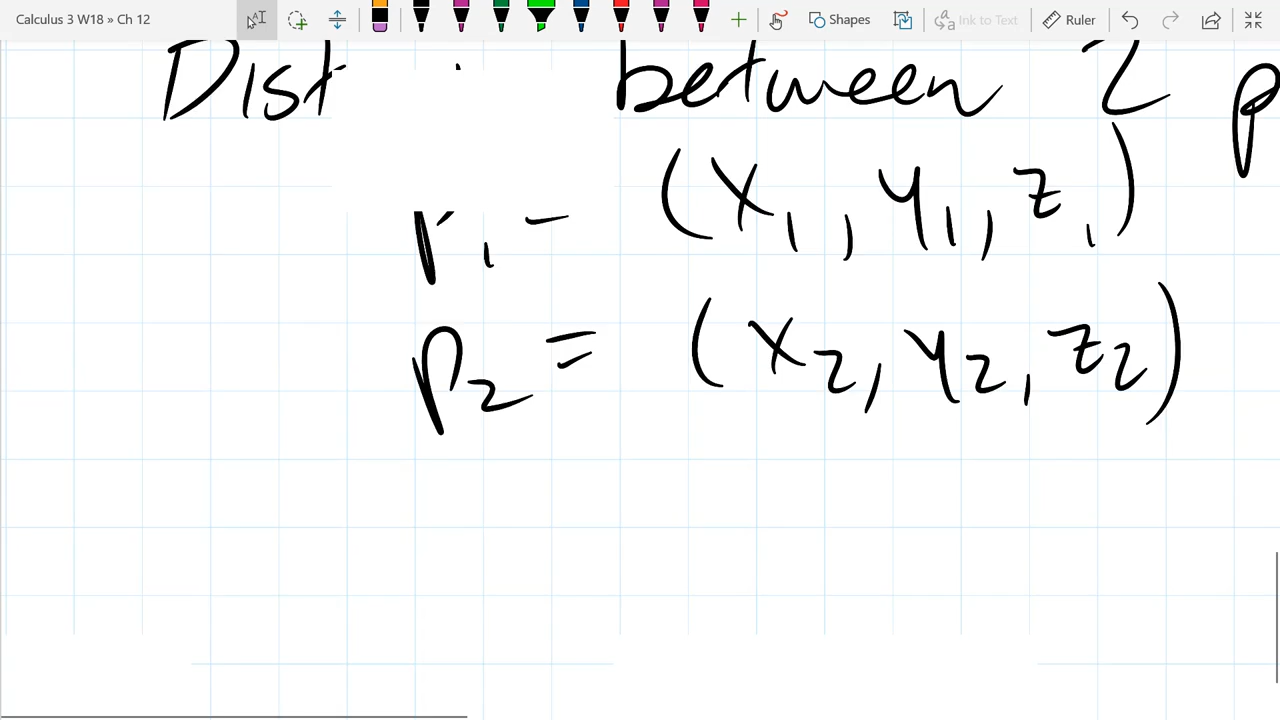 Calculus 3 W18 » Ch 12
Shapes
Link to Text
Ruler
Dist between 2 p
P₁ = (x₁, y₁, z₁)
P₂ = (x₂, y₂, z₂)